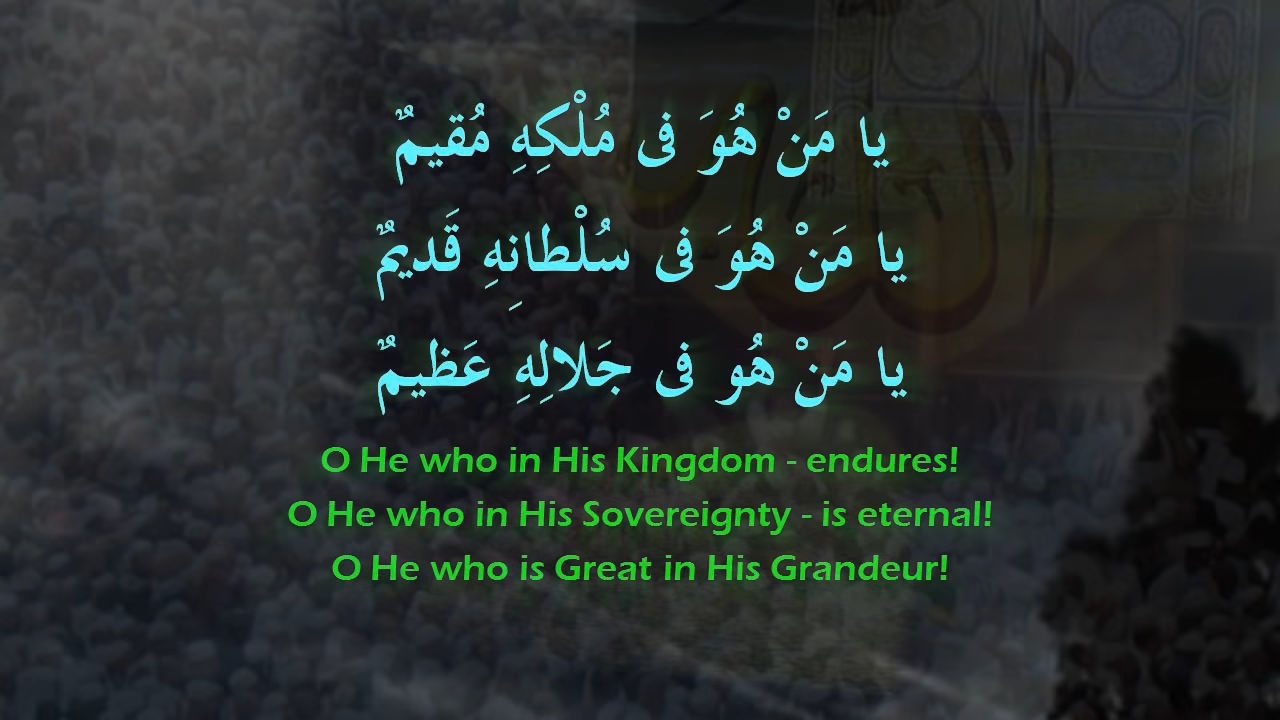 يا مَنْ هُوَ فى مُلْكِهِ مُقيمٌ
يا مَنْ هُوَ فى سُلْطانِهِ قَديمٌ
يا مَنْ هُو فى جَلالِهِ عَظيمٌ
O He who in His Kingdom - endures!
O He who in His Sovereignty - is eternal!
O He who is Great in His Grandeur!